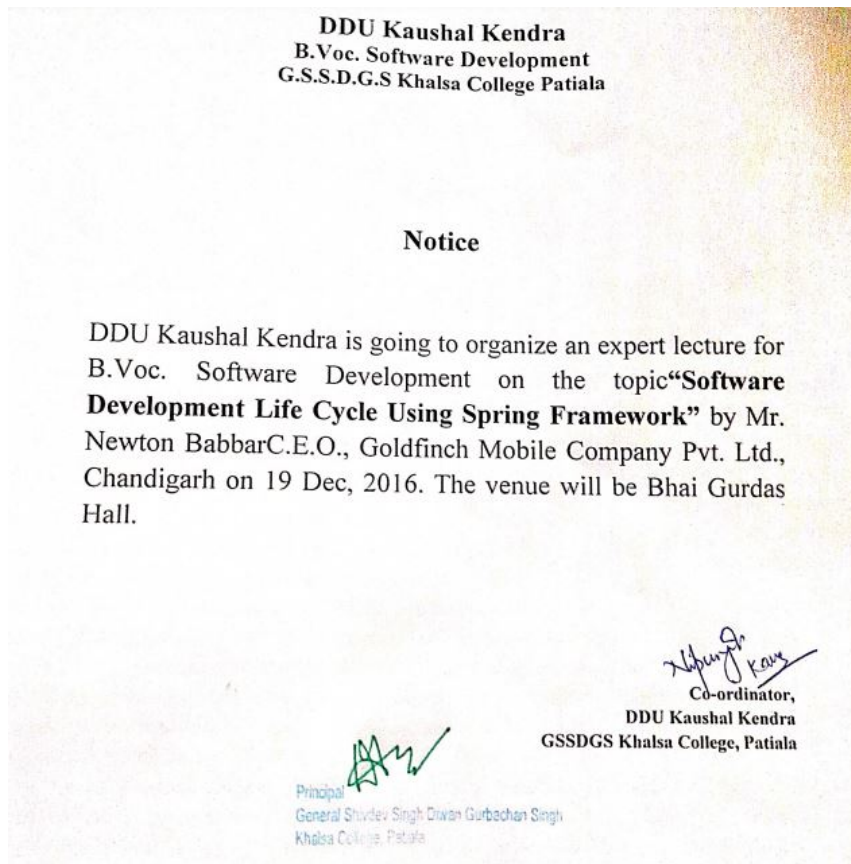 DDU Kaushal Kendra
B.Voc. Software Development
G.S.S.D.G.S Khalsa College Patiala
Notice
DDU Kaushal Kendra is going to organize an expert lecture for
B.Voc. Software Development on the topic“Software
Development Life Cycle Using Spring Framework” by Mr.
Newton BabbarC.E.O., Goldfinch Mobile Company Pvt. Ltd.,
Chandigarh on 19 Dec, 2016. The venue will be Bhai Gurdas
Hall.
Kaur
Co-ordinator,
DDU Kaushal Kendra
GSSDGS Khalsa College, Patiala
Principal
General Shivdev Singh Diwan Gurbachan Singh
Khalsa College, Patiala